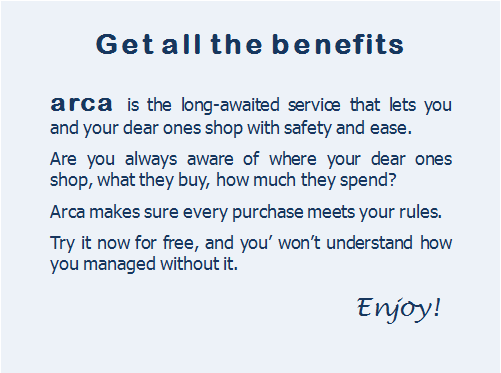 Get all the benefits
arca is the long-awaited service that lets you
and your dear ones shop with safety and ease.
Are you always aware of where your dear ones
shop, what they buy, how much they spend?
Arca makes sure every purchase meets your rules.
Try it now for free, and you’ won’t understand how
you managed without it.
Enjoy!